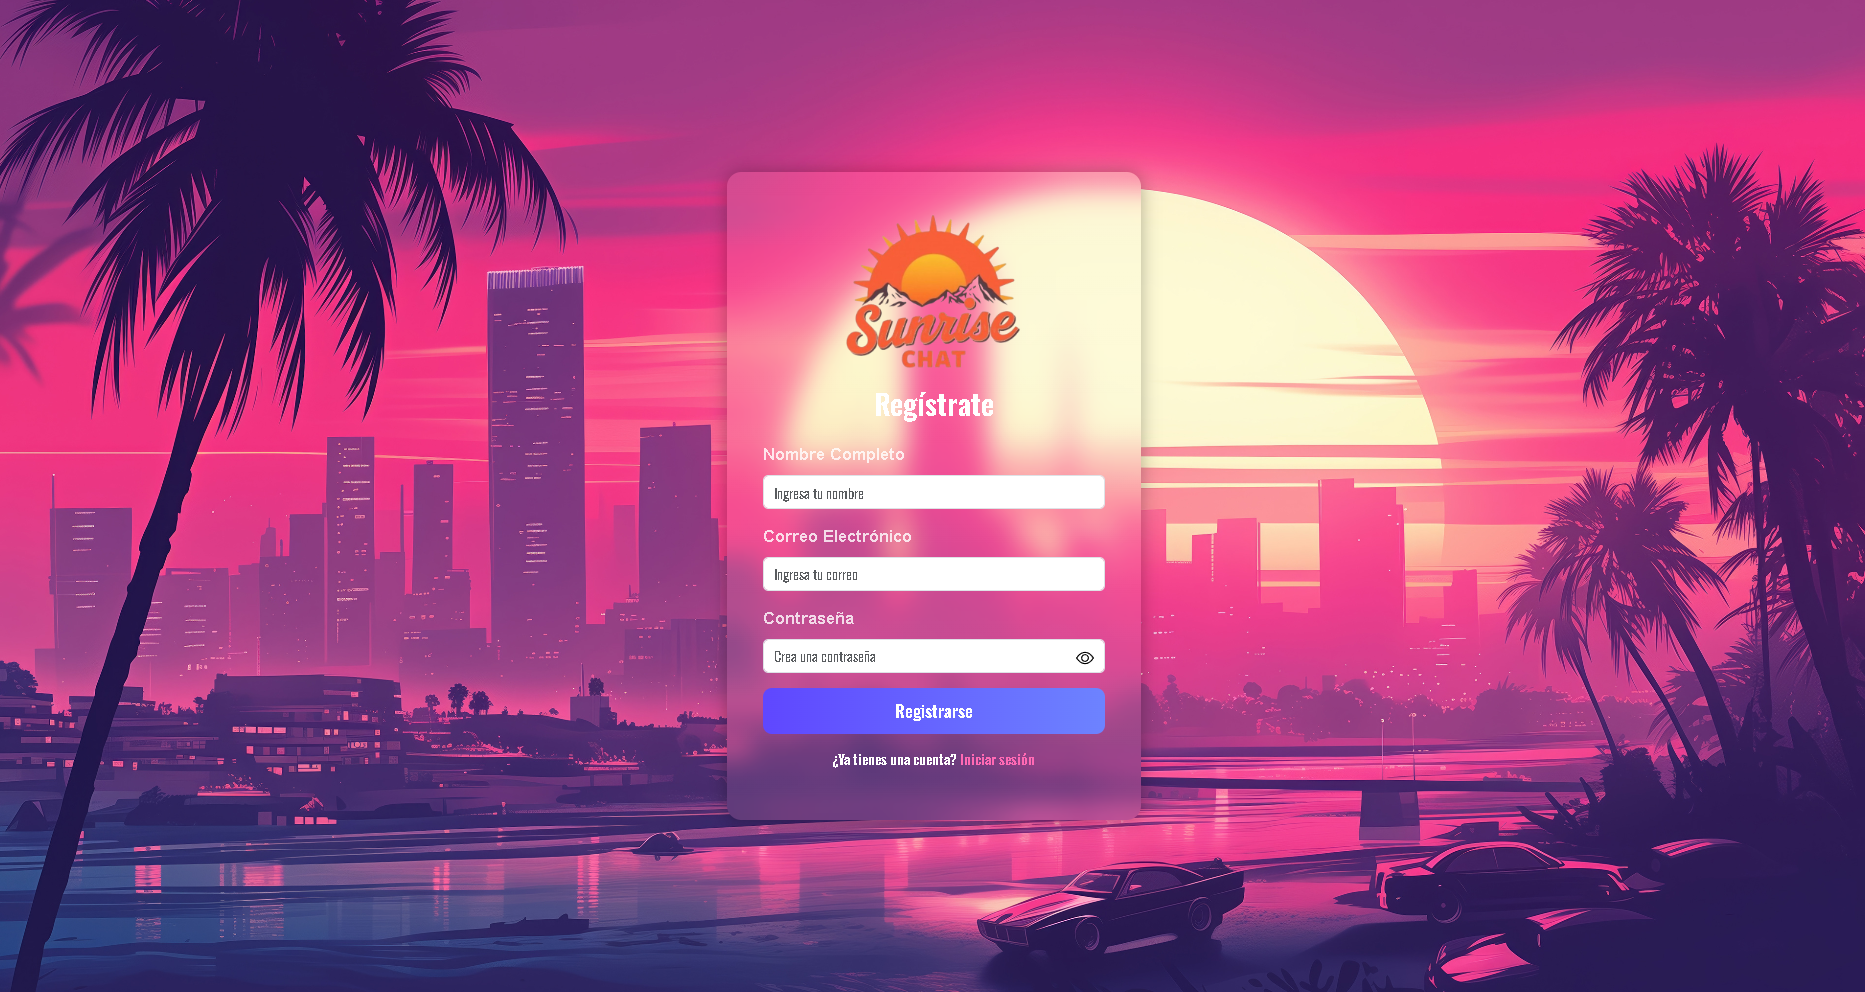 Sunrise
CHAT
Regístrate
Nombre Completo
Ingresa tu nombre
Correo Electrónico
Ingresa tu correo
Contraseña
Crea una contraseña
Registrarse
¿Ya tienes una cuenta? Iniciar sesión